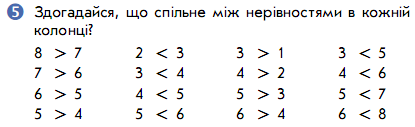 5 Здогадайся, що спільне між нерівностями в кожній
колонці?
8 > 7 2 < 3 3 > 1 3 < 5
7 > 6 3 < 4 4 > 2 4 < 6
6 > 5 4 < 5 5 > 3 5 < 7
5 > 4 5 < 6 6 > 4 6 < 8